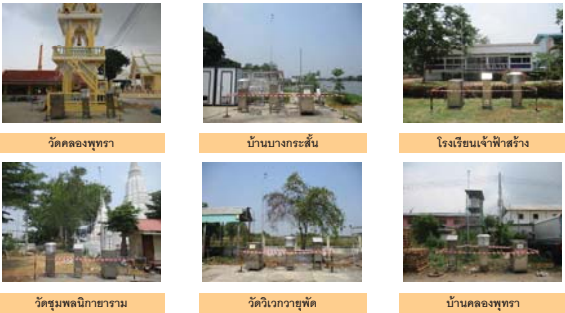 วัดคลองพุทรา
บ้านบางกระสั้น
โรงเรียนเจ้าฟ้าสร้าง
วัดชุมพลนิกายาราม
วัดวิเวกวายุพัด
บ้านคลองพุทรา